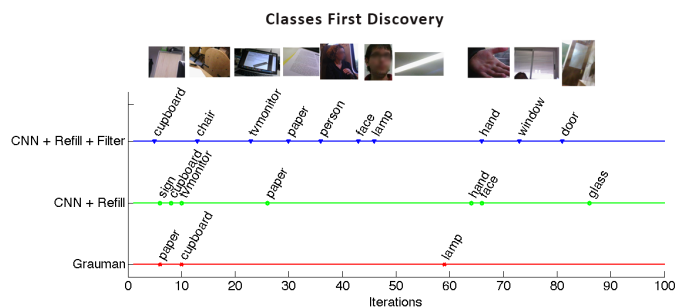 Classes First Discovery
CNN + Refill + Filter
cupboard
chair
tvmonitor
paper
person
face
lamp
hand
window
door
CNN + Refill
sign
cupboard
tvmonitor
paper
hand
face
glass
Grauman
paper
cupboard
lamp
0 10 20 30 40 50 60 70 80 90 100
Iterations